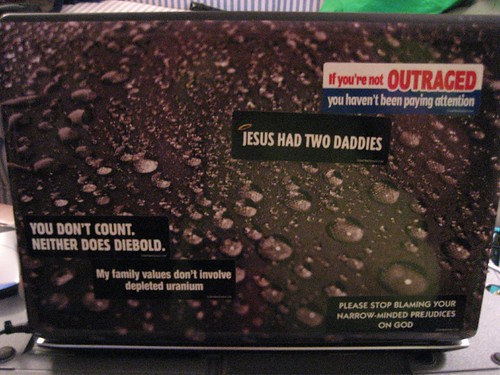 If you're not OUTRAGED
you haven't been paying attention
JESUS HAD TWO DADDIES
YOU DON'T COUNT.
NEITHER DOES DIEBOLD.
My family values don't involve
depleted uranium
PLEASE STOP BLAMING YOUR
NARROW-MINDED PREJUDICES
ON GOD